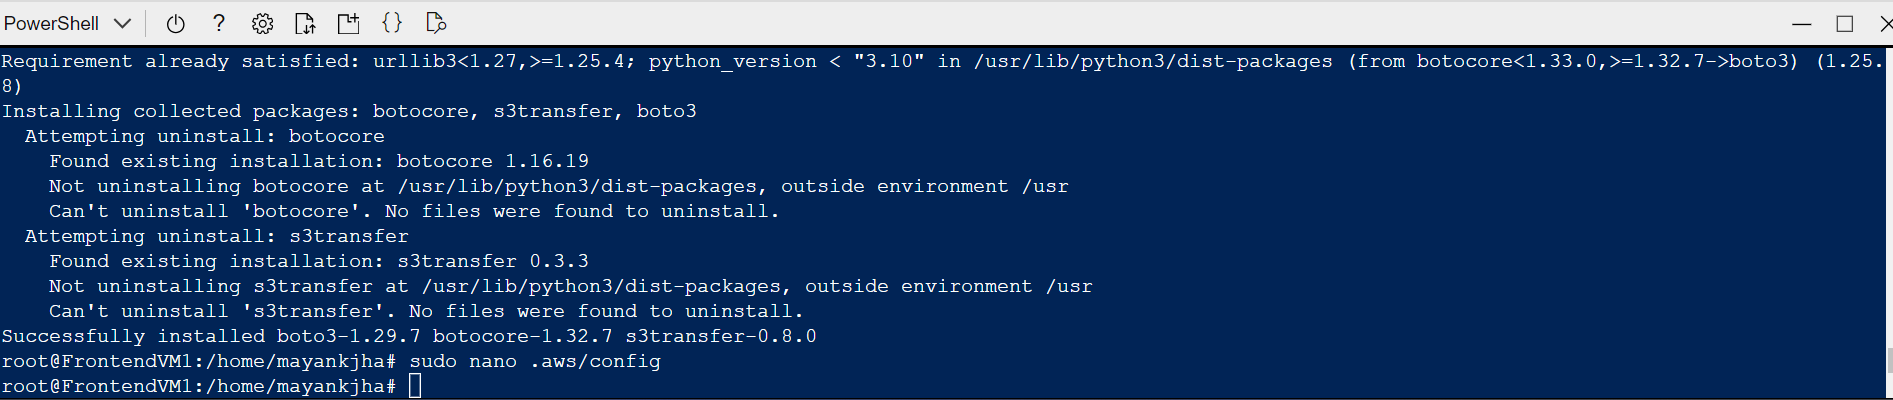 PowerShell
?
{}
Requirement already satisfied: urllib3<1.27,>=1.25.4; python_version < "3.10" in /usr/lib/python3/dist-packages (from botocore<1.33.0,>=1.32.7->boto3) (1.25.
8)
Installing collected packages: botocore, s3transfer, boto3
  Attempting uninstall: botocore
    Found existing installation: botocore 1.16.19
    Not uninstalling botocore at /usr/lib/python3/dist-packages, outside environment /usr
    Can't uninstall 'botocore'. No files were found to uninstall.
  Attempting uninstall: s3transfer
    Found existing installation: s3transfer 0.3.3
    Not uninstalling s3transfer at /usr/lib/python3/dist-packages, outside environment /usr
    Can't uninstall 's3transfer'. No files were found to uninstall.
Successfully installed boto3-1.29.7 botocore-1.32.7 s3transfer-0.8.0
root@FrontendVM1:/home/mayankjha# sudo nano .aws/config
root@FrontendVM1:/home/mayankjha#